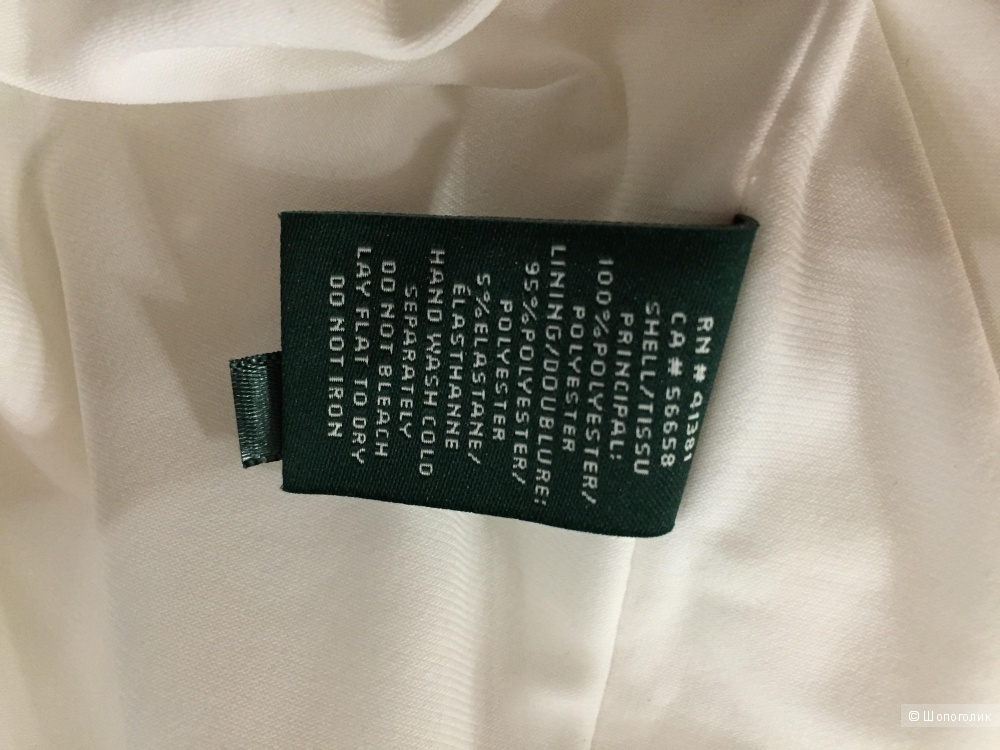 RN # 91381
CA # 56658
SHELL/TISSU
PRINCIPAL:
100% POLYESTER/
POLYESTER
LINING/DOUBLURE:
95% POLYESTER/
POLYESTER
5% ELASTANE/
ÉLASTHANNE
HAND WASH COLD
SEPARATELY
DO NOT BLEACH
LAY FLAT TO DRY
DO NOT IRON
© Шопоголик